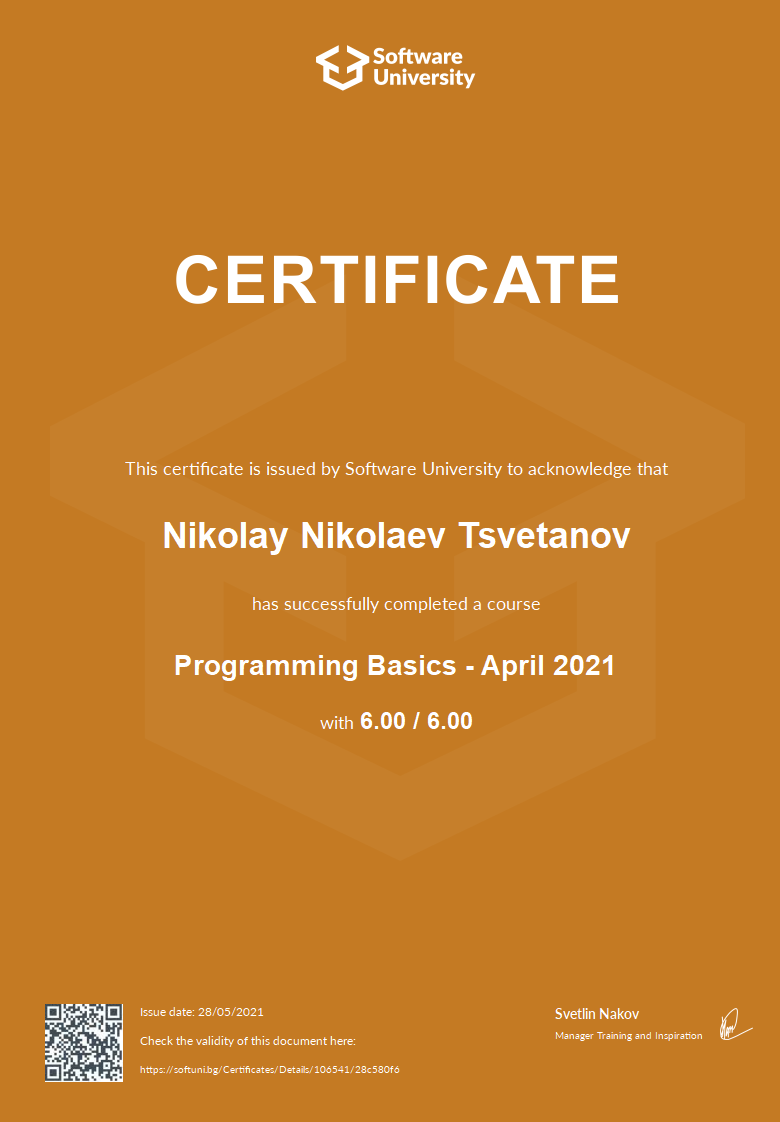 Software
University
CERTIFICATE
This certificate is issued by Software University to acknowledge that
Nikolay Nikolaev Tsvetanov
has successfully completed a course
Programming Basics - April 2021
with 6.00 / 6.00
Issue date: 28/05/2021
Check the validity of this document here:
https://softuni.bg/Certificates/Details/106541/28c580f6
Svetlin Nakov
Manager Training and Inspiration